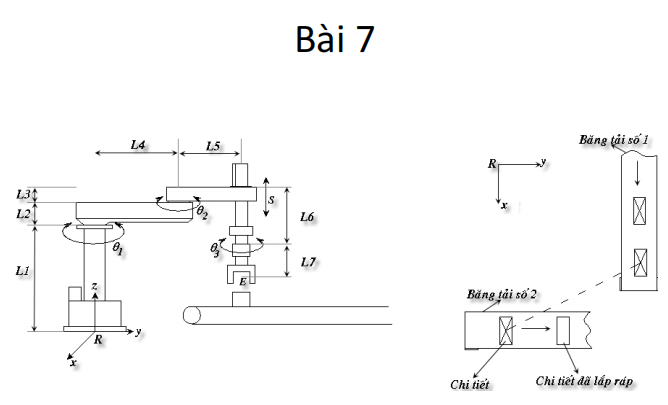 Bài 7
L4
L5
L3
L2
L1
θ1
θ2
θ3
S
L6
L7
E
z
R
y
x
Băng tải số 1
R
y
x
Băng tải số 2
Chi tiết
Chi tiết đã lắp ráp